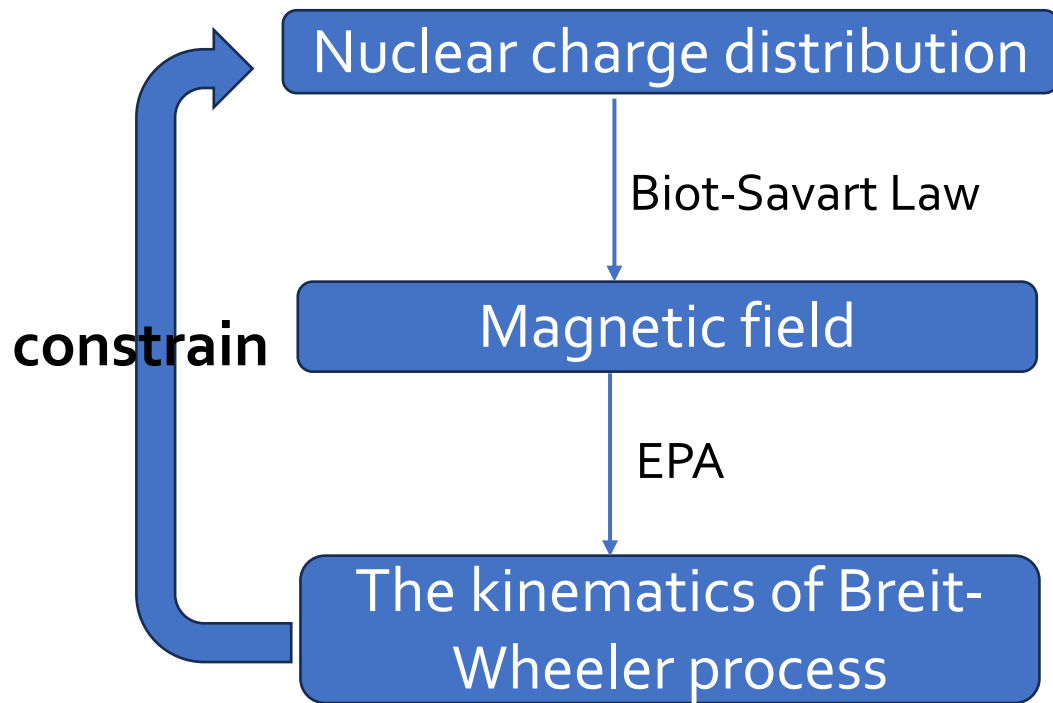 Nuclear charge distribution
Biot-Savart Law
Magnetic field
constrain
EPA
The kinematics of Breit-
Wheeler process